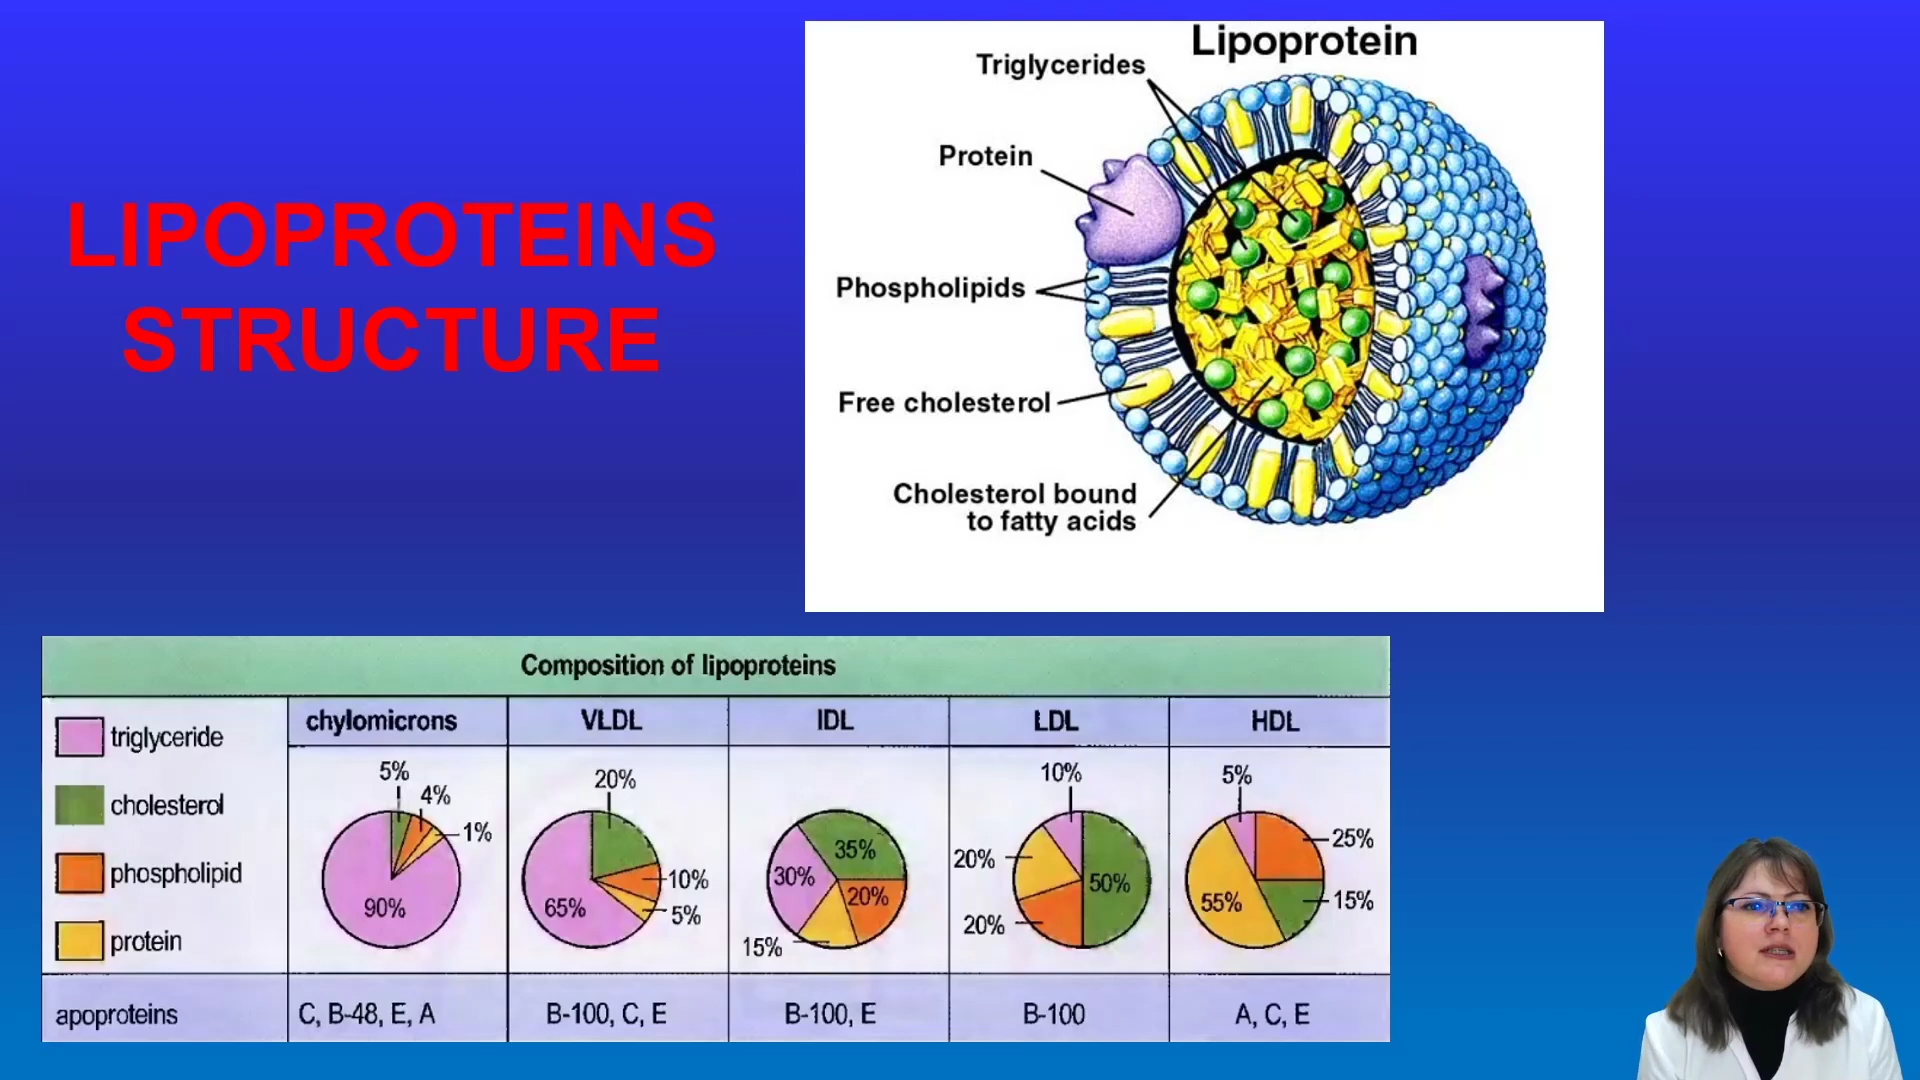 LIPOPROTEINS
STRUCTURE
Lipoprotein
Triglycerides
Protein
Phospholipids
Free cholesterol
Cholesterol bound
to fatty acids
Composition of lipoproteins
triglyceride
cholesterol
phospholipid
protein
chylomicrons
VLDL
IDL
LDL
HDL
5%
4%
1%
90%
20%
10%
5%
65%
35%
30%
20%
15%
10%
20%
50%
20%
5%
25%
15%
55%
apoproteins
C, B-48, E, A
B-100, C, E
B-100, E
B-100
A, C, E